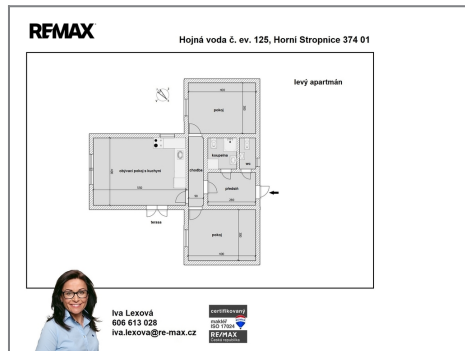 RE/MAX
Hojná voda č. ev. 125, Horní Stropnice 374 01
levý apartmán
pokoj
koupelna
wc
obývací pokoj s kuchyní
chodba
předsíň
terasa
pokoj
Iva Lexová
606 613 028
iva.lexova@re-max.cz
certifikovaný
makléř
ISO 17024
RE/MAX
Česká republika